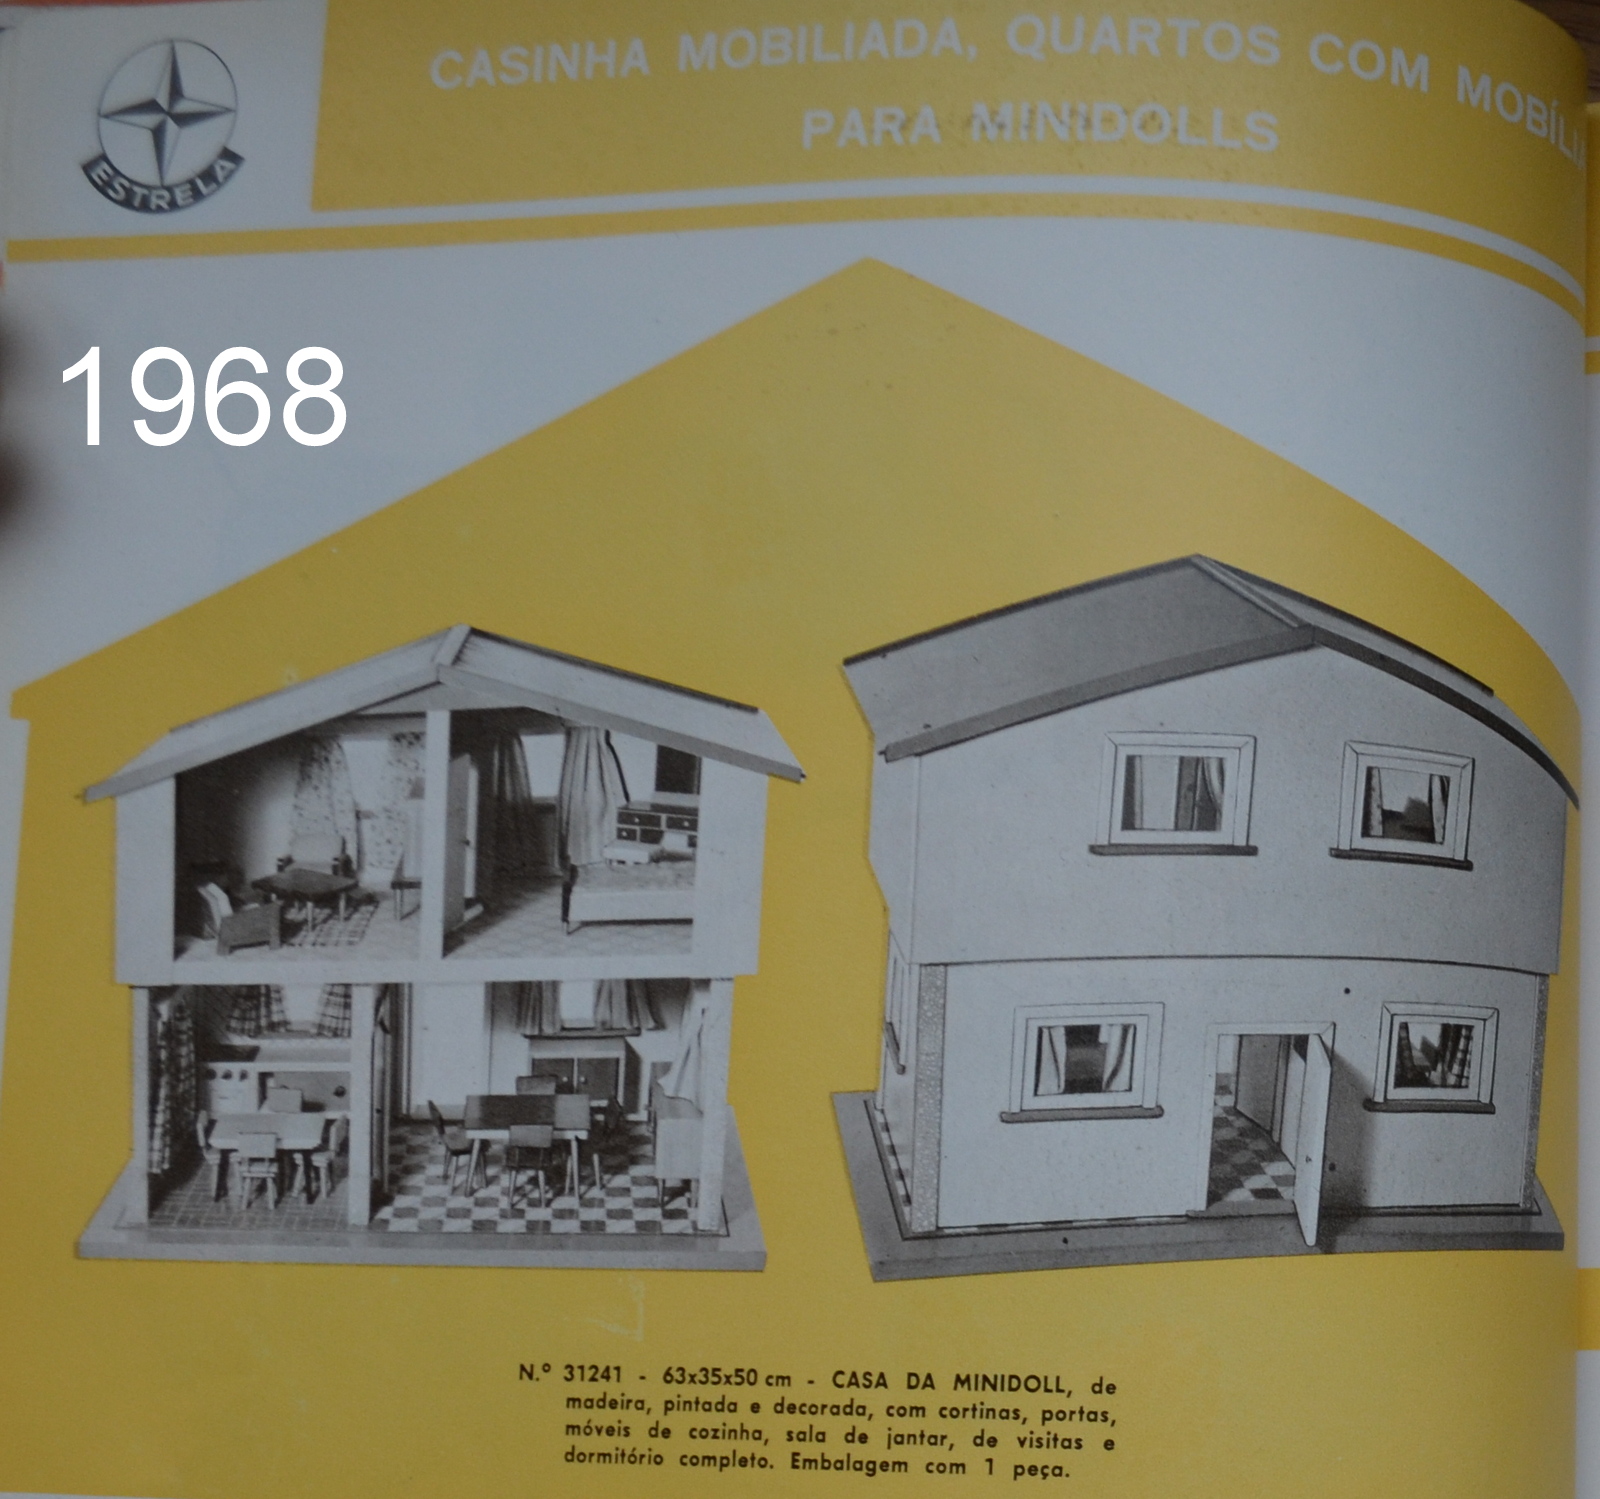 ESTRELA
CASINHA MOBILIADA, QUARTOS COM MOBÍLIA
PARA MINIDOLLS
1968
N.º 31241 - 63x35x50 cm - CASA DA MINIDOLL, de
madeira, pintada e decorada, com cortinas, portas,
móveis de cozinha, sala de jantar, de visitas e
dormitório completo. Embalagem com 1 peça.